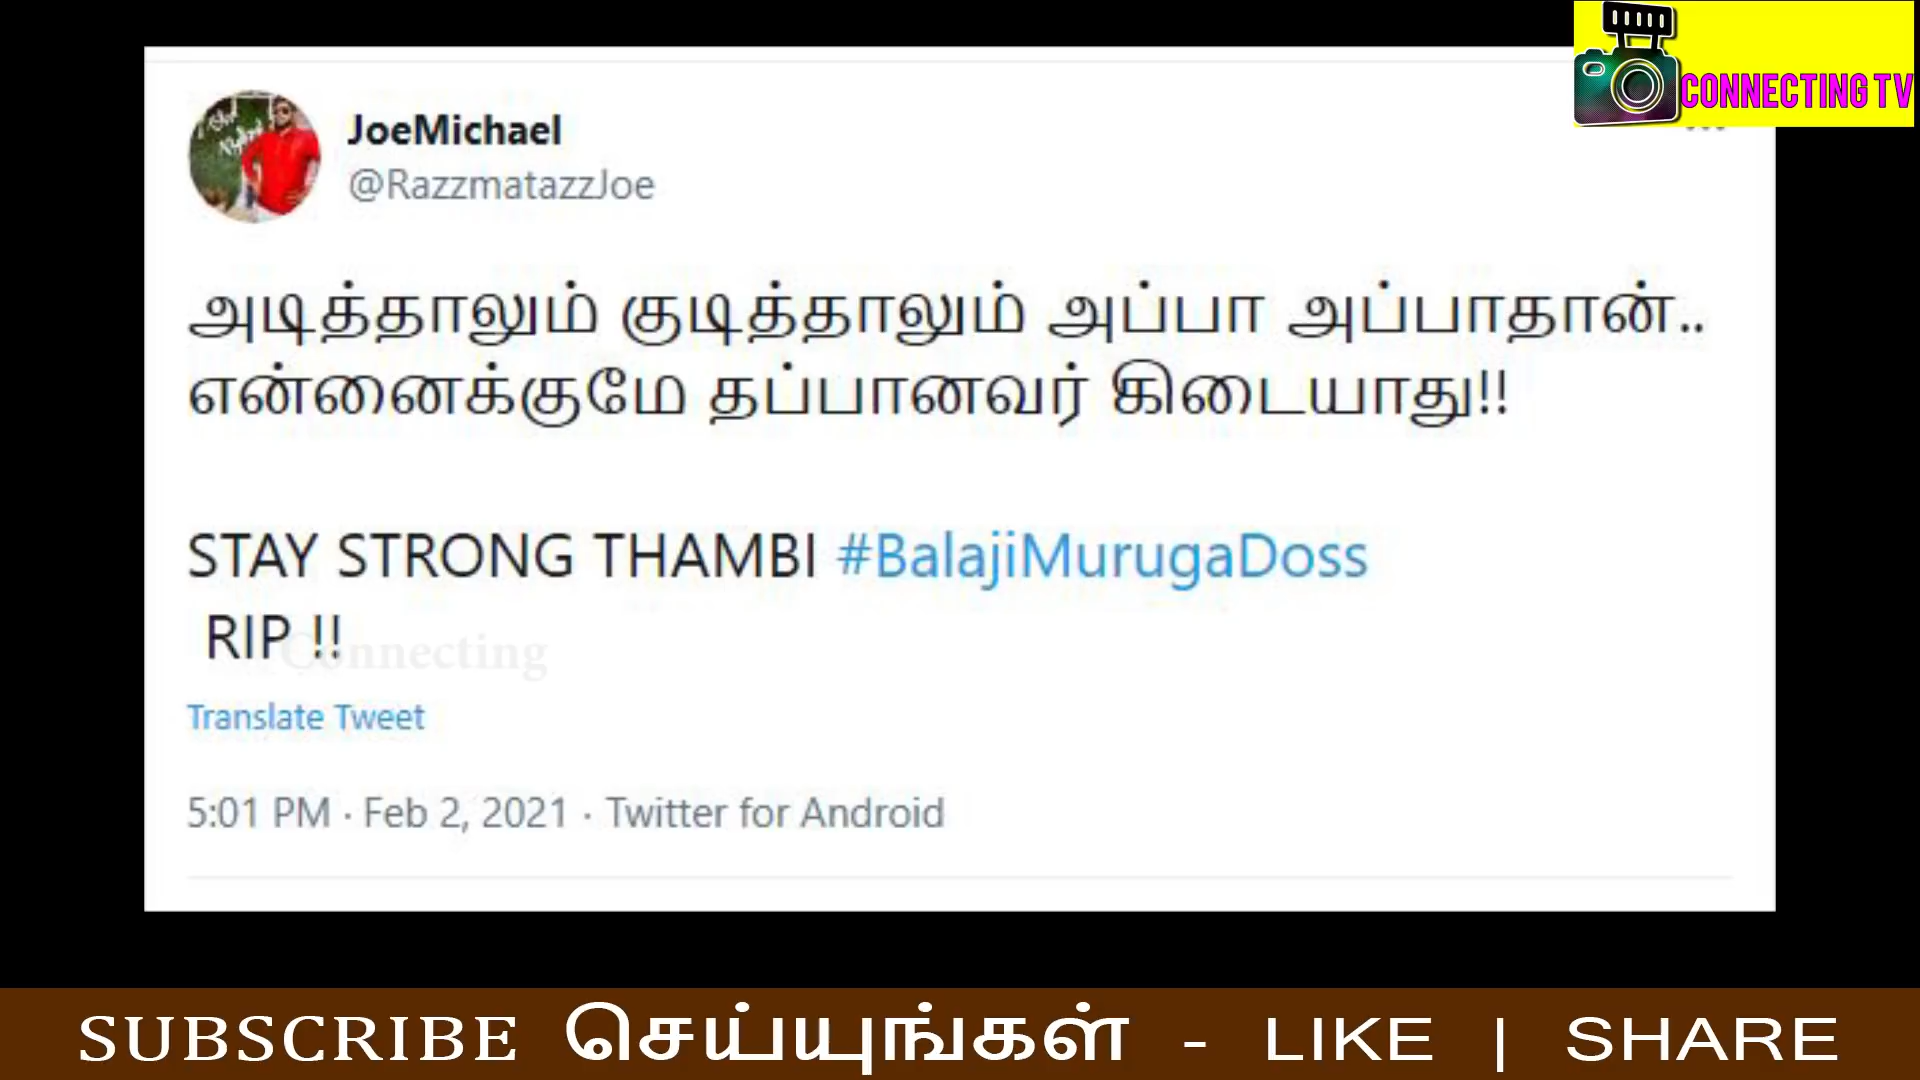 CONNECTING TV
JoeMichael
@RazzmatazzJoe
அடித்தாலும் குடித்தாலும் அப்பா அப்பாதான்..
என்னைக்குமே தப்பானவர் கிடையாது!!
STAY STRONG THAMBI #BalajiMurugaDoss
RIP !!
Connecting
Translate Tweet
5:01 PM · Feb 2, 2021 · Twitter for Android
SUBSCRIBE செய்யுங்கள் - LIKE | SHARE